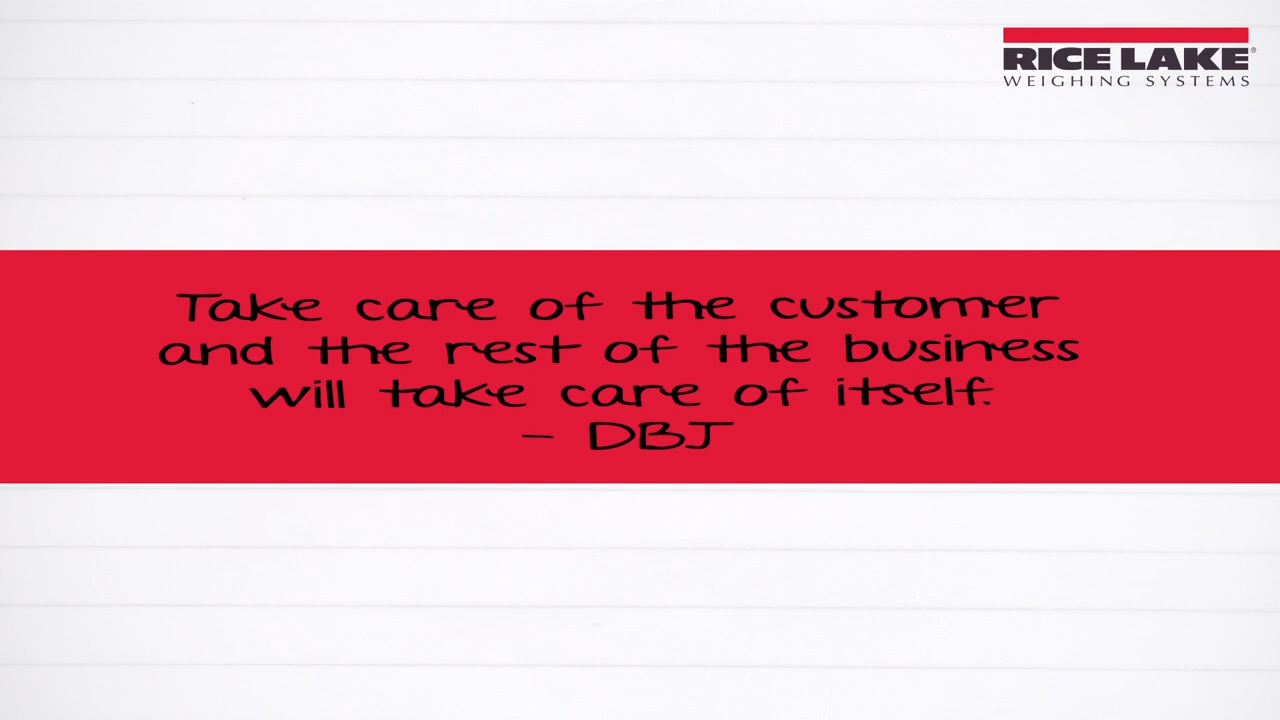 RICE LAKE®
WEIGHING SYSTEMS
Take care of the customer
and the rest of the business
will take care of itself.
- DBJ